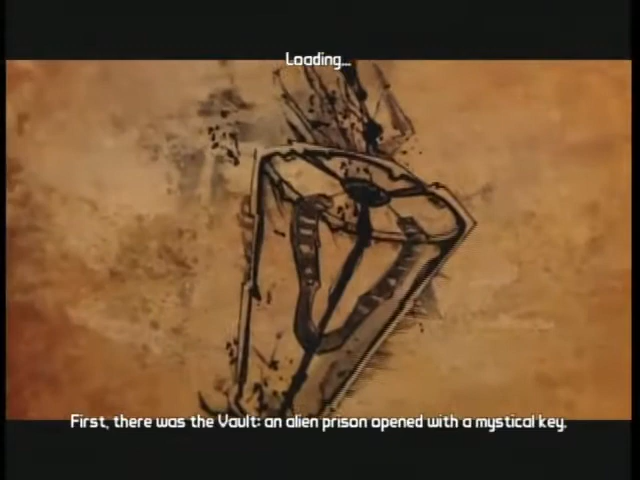 Loading...
First, there was the Vault: an alien prison opened with a mystical key.